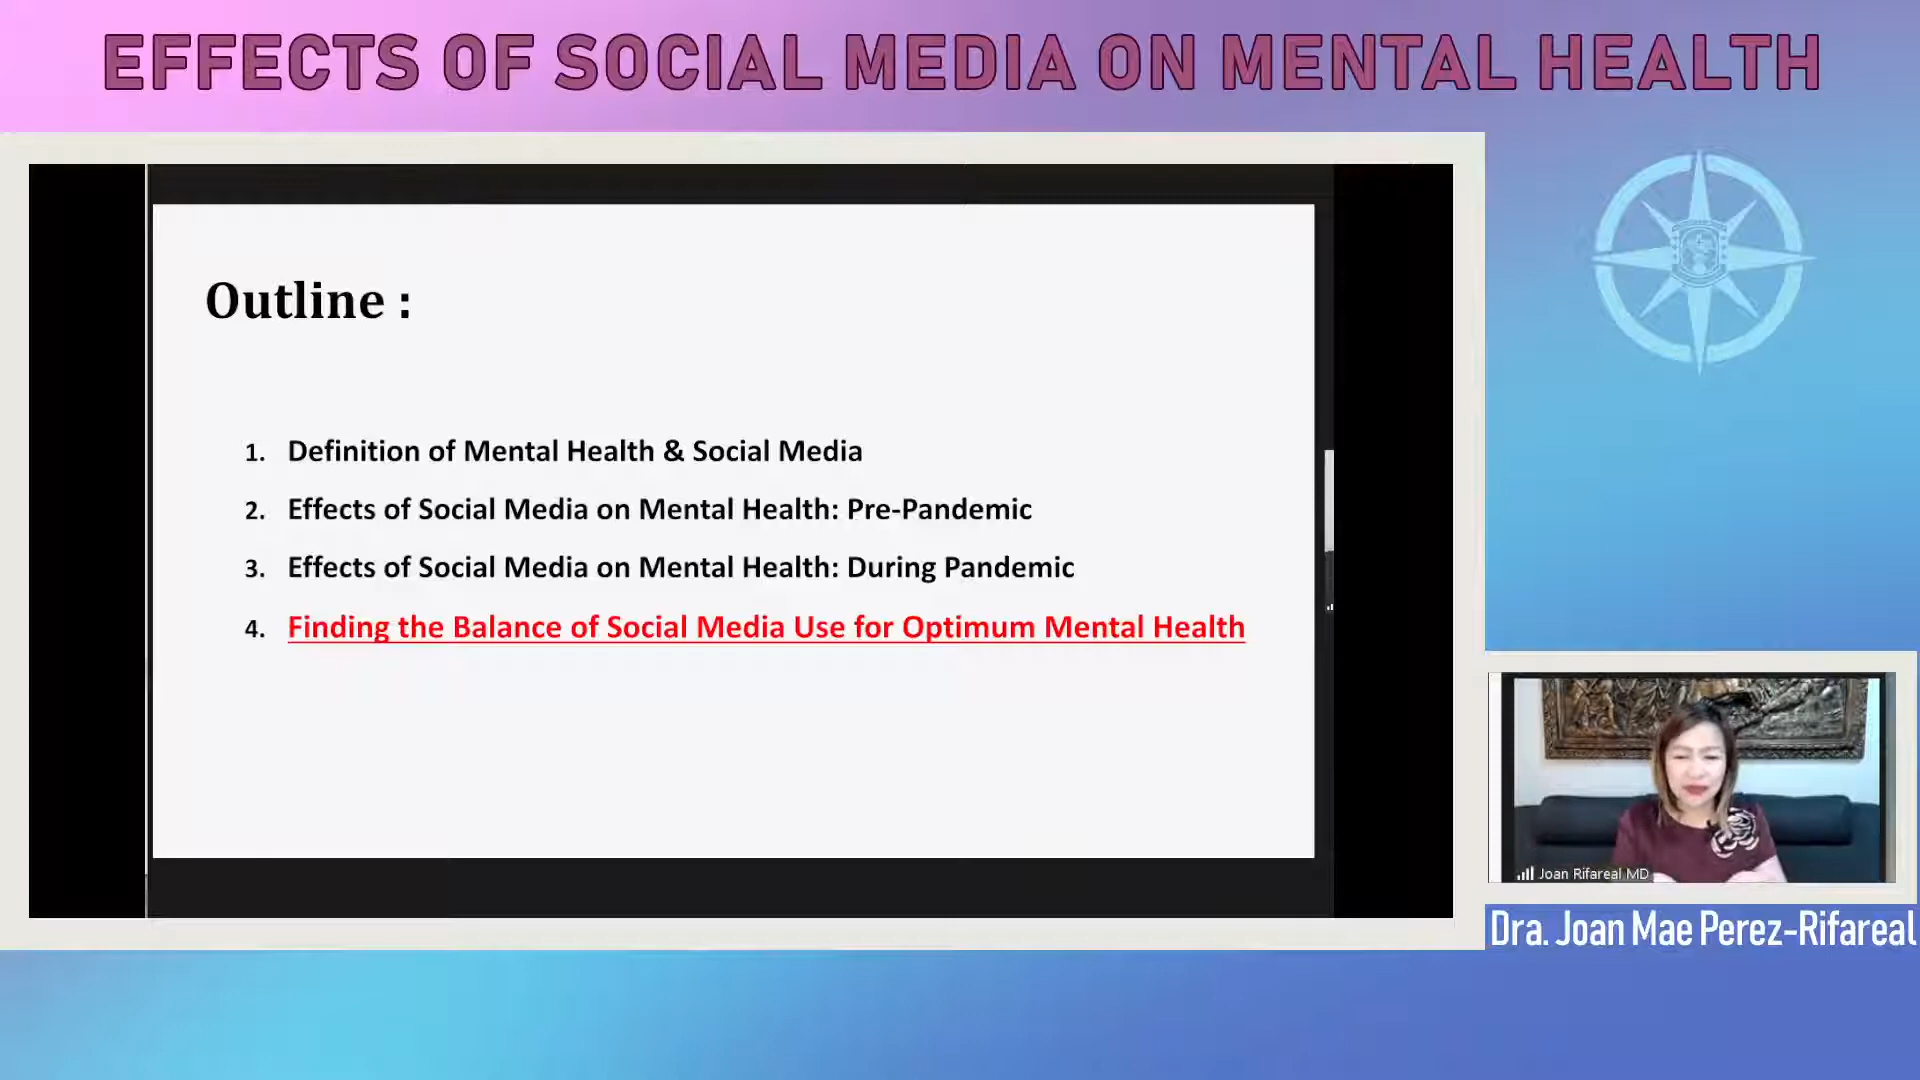 EFFECTS OF SOCIAL MEDIA ON MENTAL HEALTH
Outline :
1. Definition of Mental Health & Social Media
2. Effects of Social Media on Mental Health: Pre-Pandemic
3. Effects of Social Media on Mental Health: During Pandemic
4. Finding the Balance of Social Media Use for Optimum Mental Health
Joan Rifareal MD
Dra. Joan Mae Perez-Rifareal